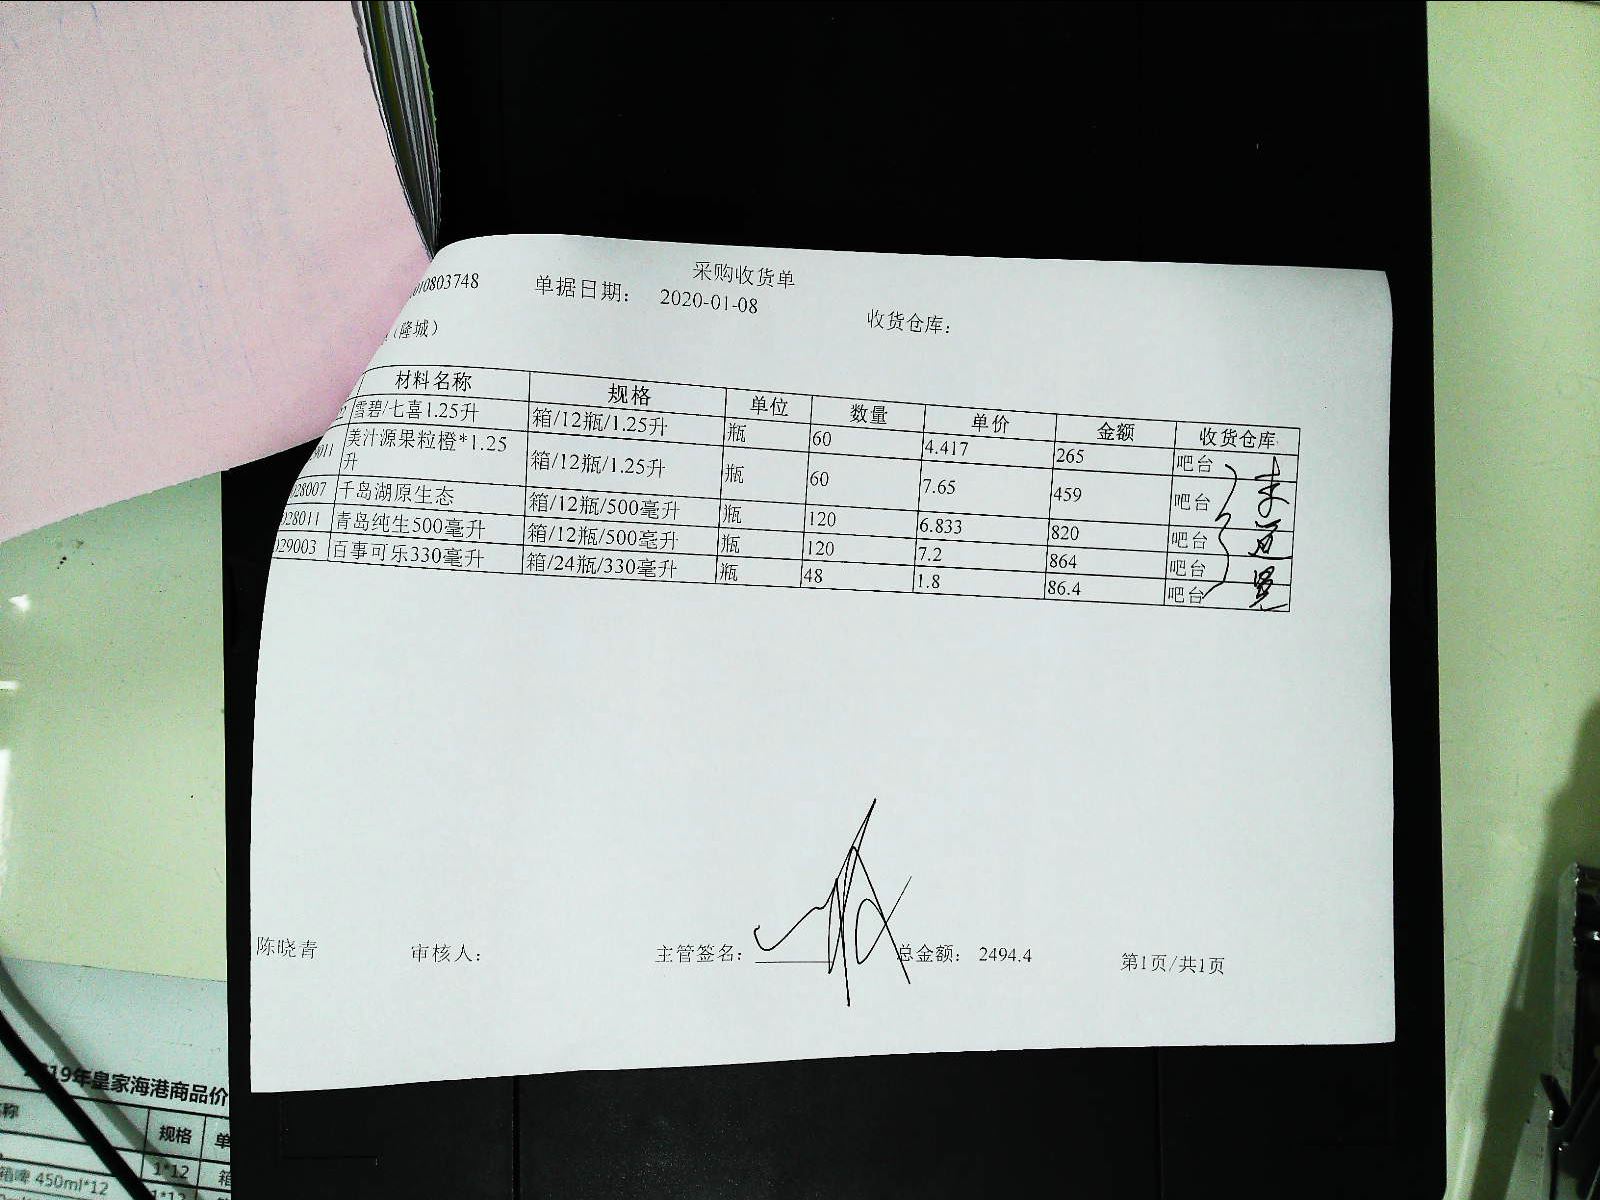 采购收货单
010803748 单据日期： 2020-01-08 收货仓库：
（隆城）
材料名称 规格 单位 数量 单价 金额 收货仓库
2 雪碧/七喜1.25升 箱/12瓶/1.25升 瓶 60 4.417 265 吧台
011 美汁源果粒橙*1.25升 箱/12瓶/1.25升 瓶 60 7.65 459 吧台
28007 千岛湖原生态 箱/12瓶/500毫升 瓶 120 6.833 820 吧台
28011 青岛纯生500毫升 箱/12瓶/500毫升 瓶 120 7.2 864 吧台
29003 百事可乐330毫升 箱/24瓶/330毫升 瓶 48 1.8 86.4 吧台
陈晓青 审核人： 主管签名： 总金额： 2494.4 第1页/共1页
19年皇家海港商品价
称 规格 单
1*12 箱
箱啤 450ml*12 1*12